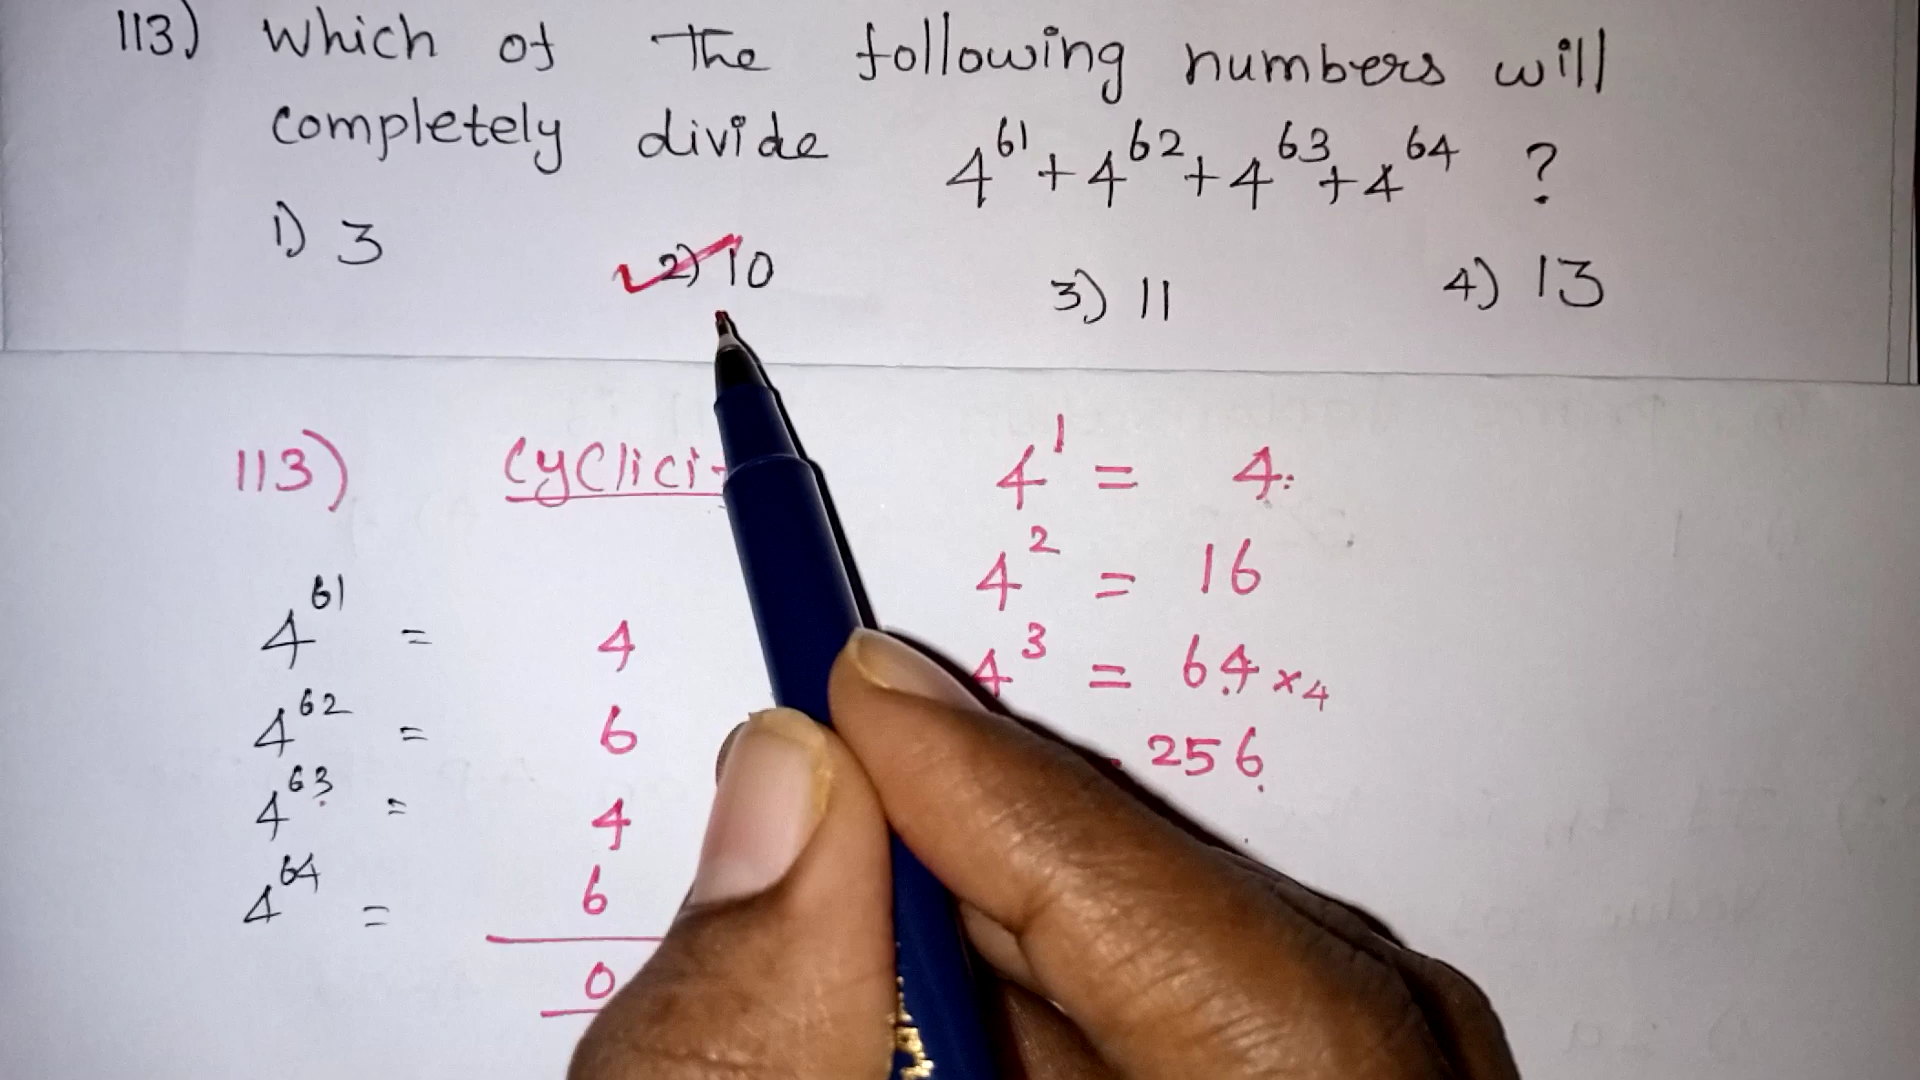 113) Which of the following numbers will
completely divide 4^61 + 4^62 + 4^63 + 4^64 ?
1) 3 2) 10 3) 11 4) 13
113)
4^1 = 4
4^2 = 16
4^3 = 64 × 4
256
4^61 = 4
4^62 = 6
4^63 = 4
4^64 = 6
0